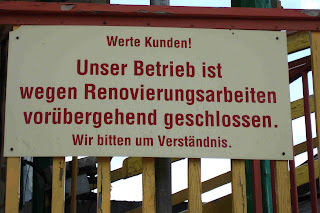 Werte Kunden!
Unser Betrieb ist
wegen Renovierungsarbeiten
vorübergehend geschlossen.
Wir bitten um Verständnis.